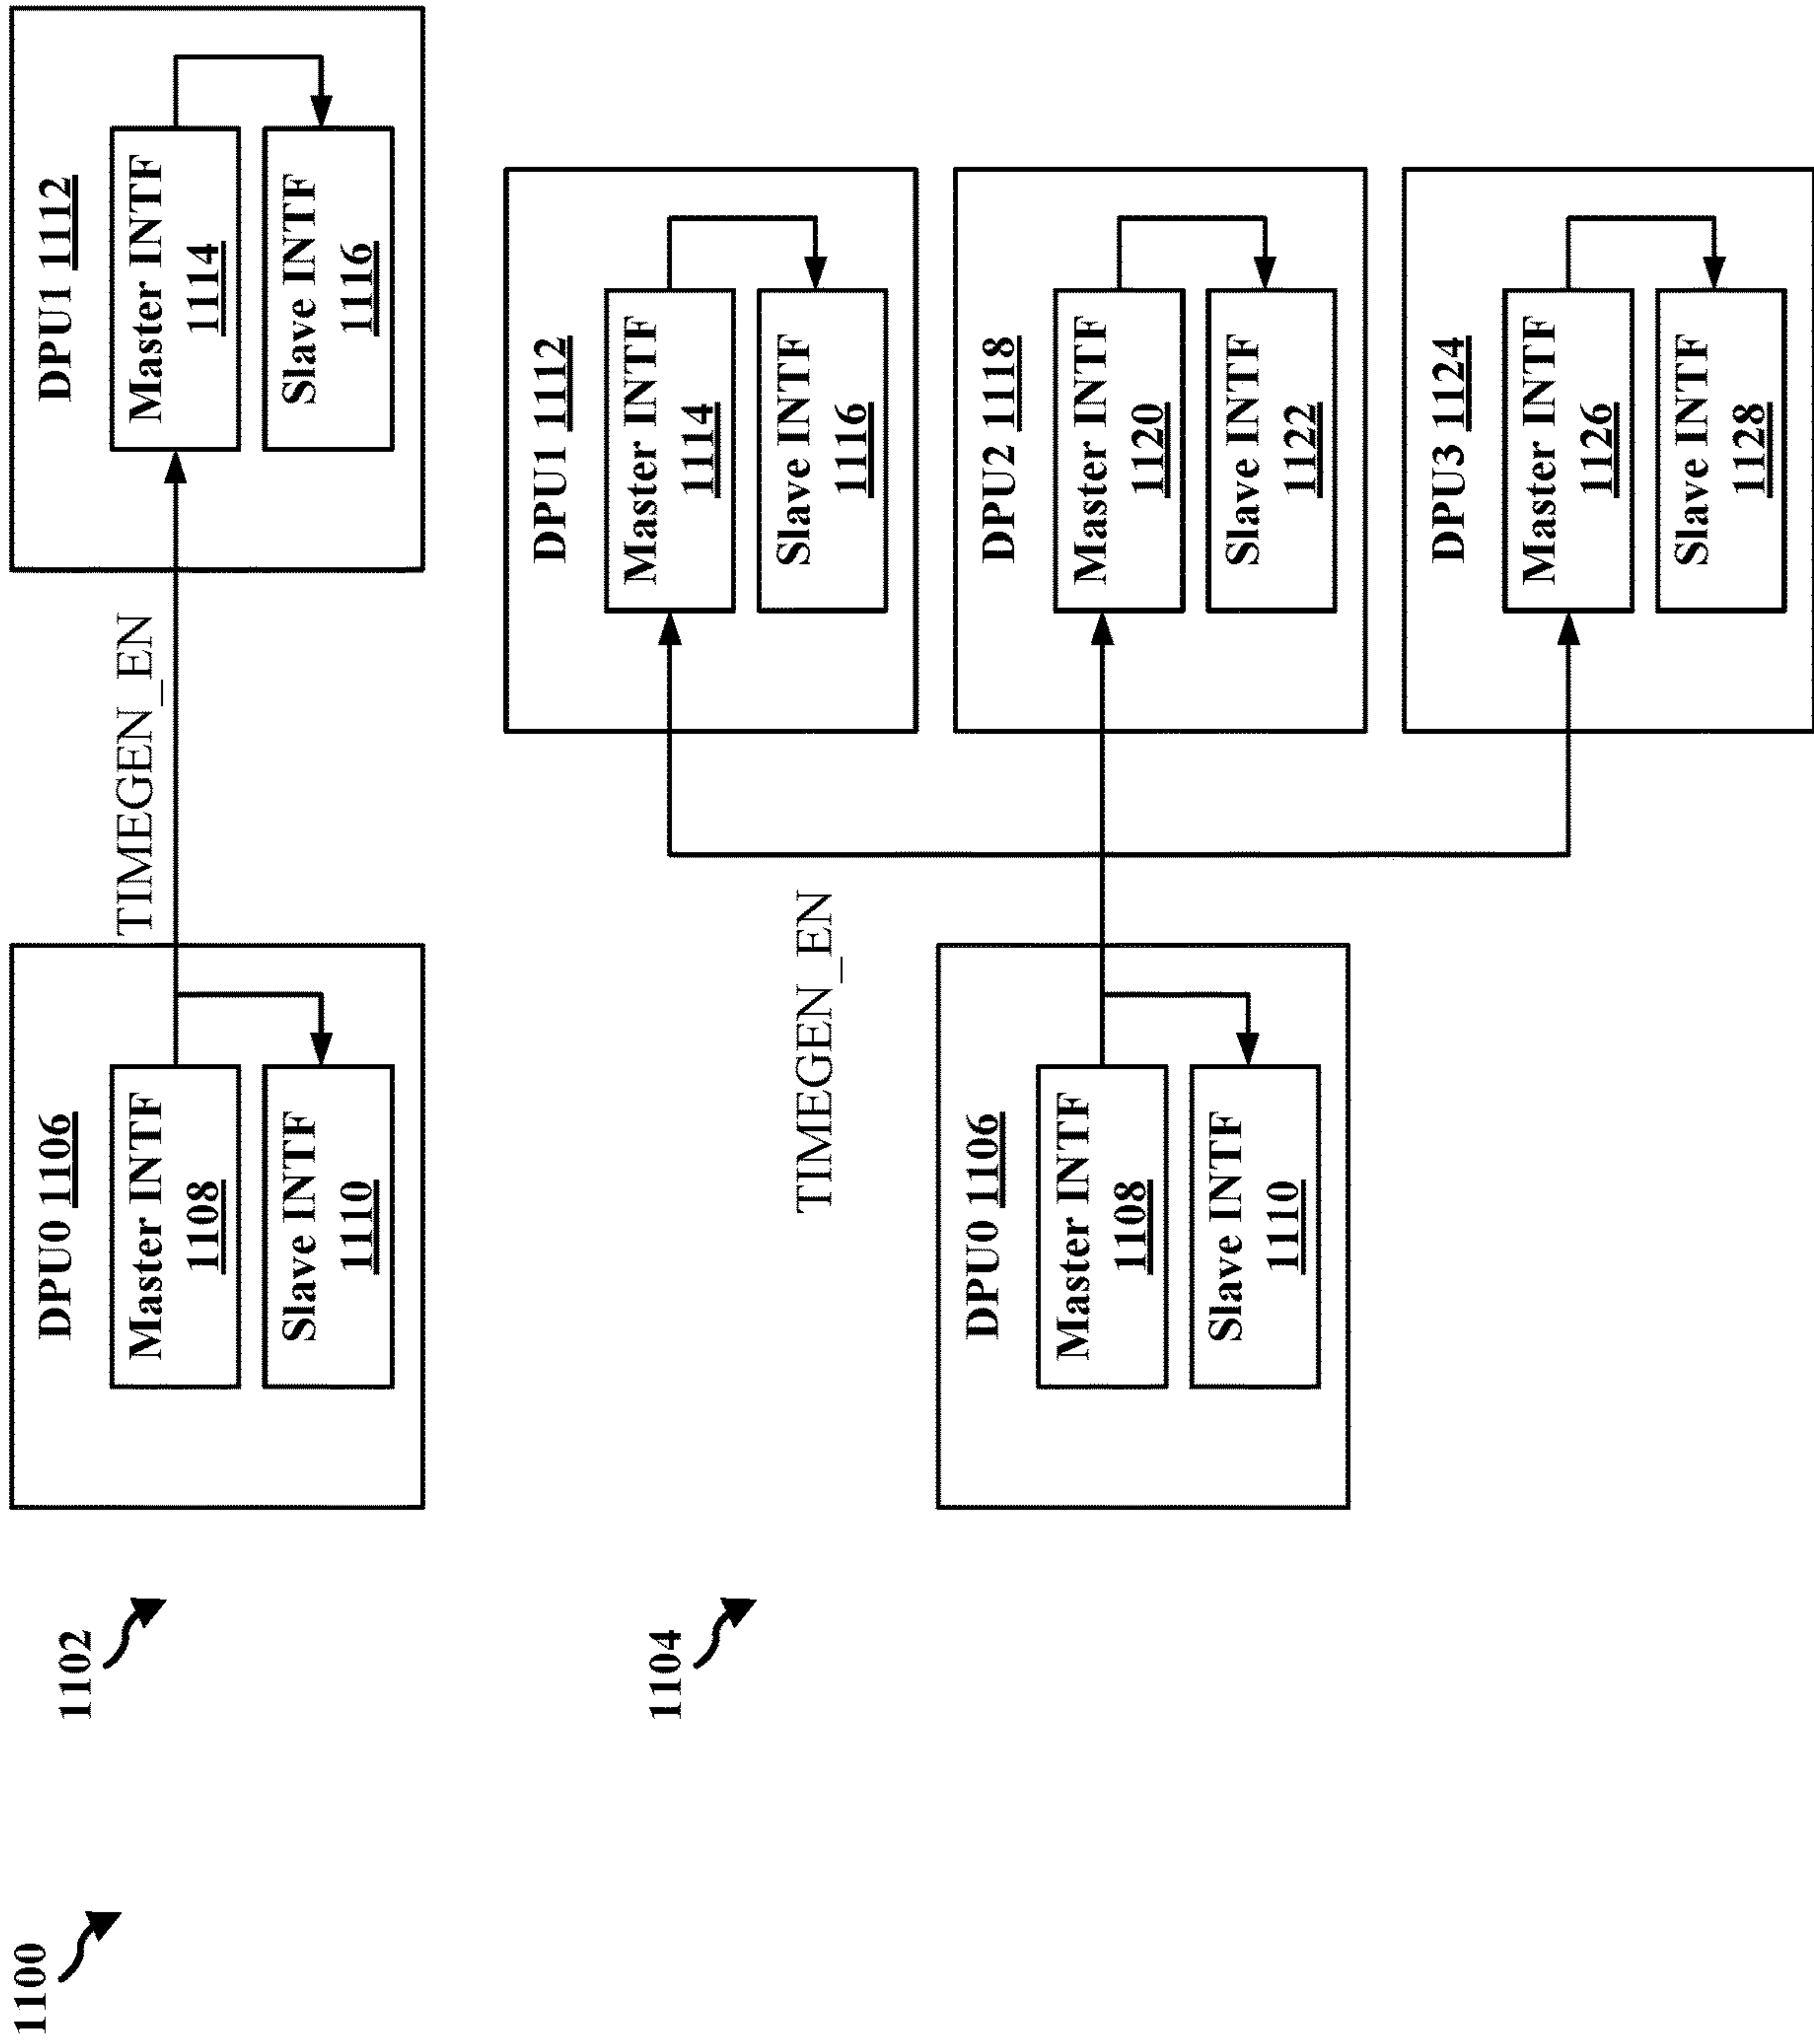 1100
1102
DPU0 1106
Master INTF
1108
Slave INTF
1110
TIMEGEN_EN
DPU1 1112
Master INTF
1114
Slave INTF
1116
1104
DPU0 1106
Master INTF
1108
Slave INTF
1110
TIMEGEN_EN
DPU1 1112
Master INTF
1114
Slave INTF
1116
DPU2 1118
Master INTF
1120
Slave INTF
1122
DPU3 1124
Master INTF
1126
Slave INTF
1128